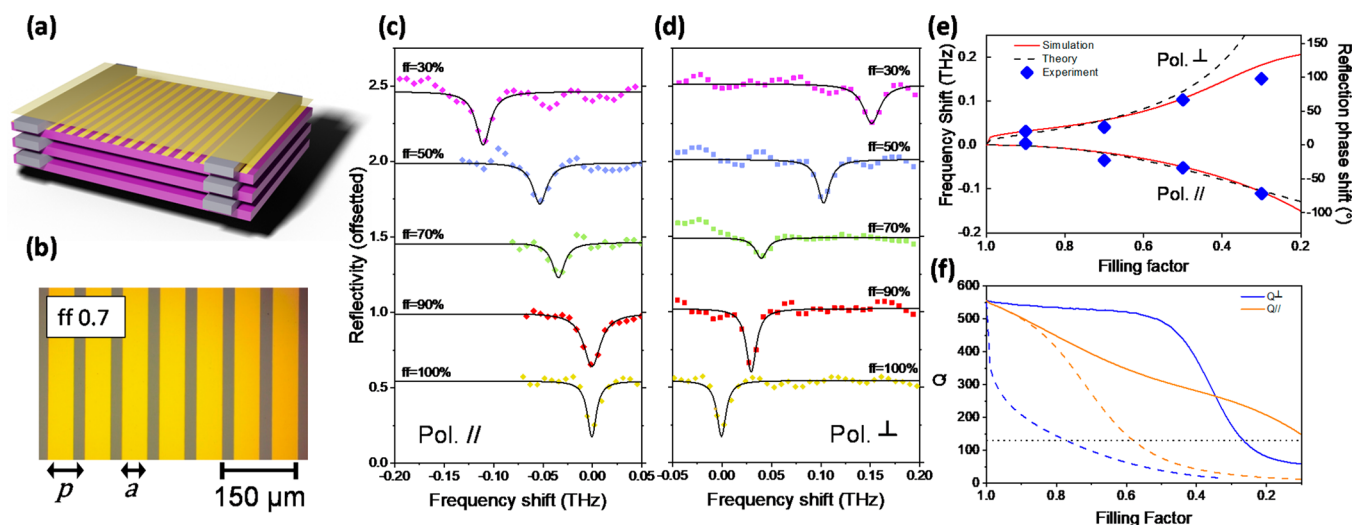 (a)
(b)
ff 0.7
p
a
150 μm
(c)
ff=30%
ff=50%
ff=70%
ff=90%
ff=100%
Pol. //
2.5
2.0
1.5
1.0
0.5
0.0
Reflectivity (offsetted)
-0.20 -0.15 -0.10 -0.05 0.00 0.05
Frequency shift (THz)
(d)
ff=30%
ff=50%
ff=70%
ff=90%
ff=100%
Pol. ⊥
-0.05 0.00 0.05 0.10 0.15 0.20
Frequency shift (THz)
(e)
Simulation
Theory
Experiment
Pol. ⊥
Pol. //
0.2
0.1
0.0
-0.1
-0.2
Frequency Shift (THz)
150
100
50
0
-50
-100
Reflection phase shift (°)
1.0 0.8 0.6 0.4 0.2
Filling factor
(f)
Q⊥
Q//
600
500
400
300
200
100
0
Q
1.0 0.8 0.6 0.4 0.2
Filling Factor